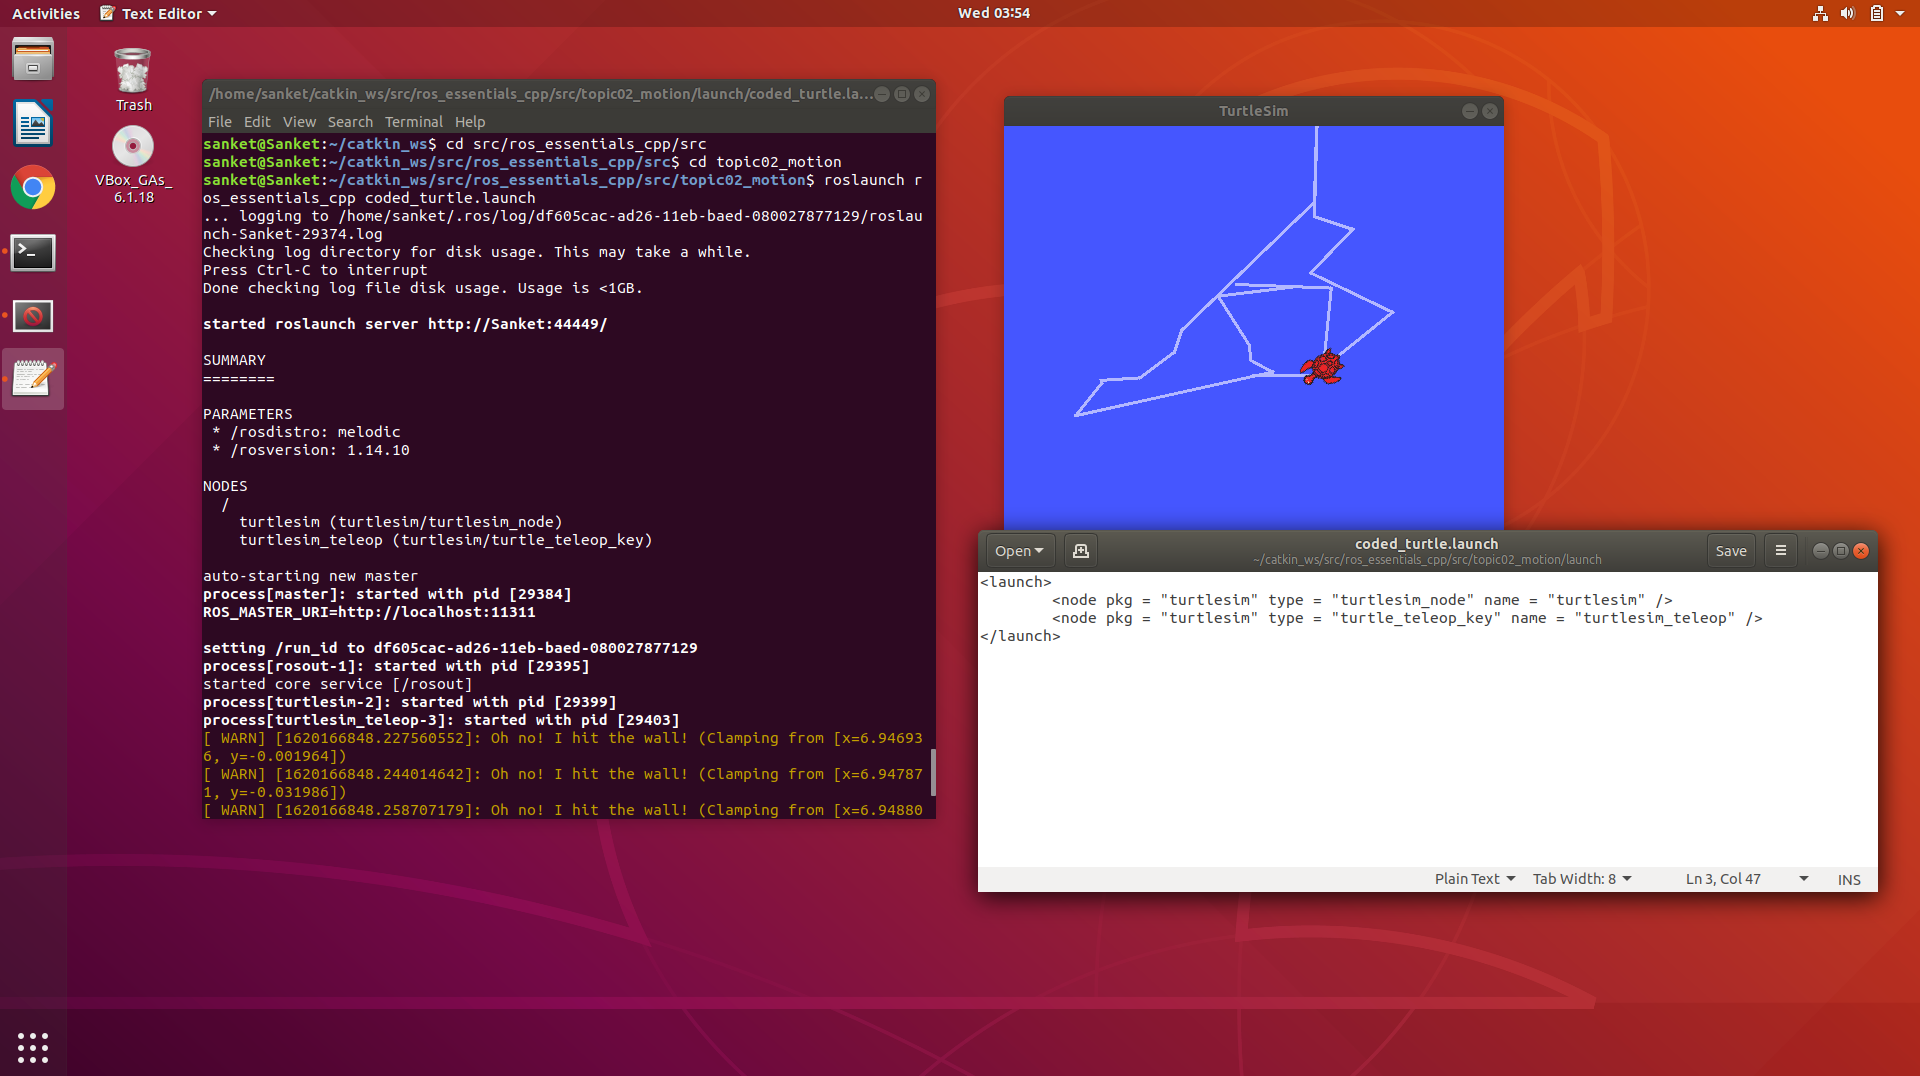 Activities
Text Editor
Wed 03:54
Trash
VBox_GAs_
6.1.18
/home/sanket/catkin_ws/src/ros_essentials_cpp/src/topic02_motion/launch/coded_turtle.la...
File Edit View Search Terminal Help
sanket@Sanket:~/catkin_ws$ cd src/ros_essentials_cpp/src
sanket@Sanket:~/catkin_ws/src/ros_essentials_cpp/src$ cd topic02_motion
sanket@Sanket:~/catkin_ws/src/ros_essentials_cpp/src/topic02_motion$ roslaunch r
os_essentials_cpp coded_turtle.launch
... logging to /home/sanket/.ros/log/df605cac-ad26-11eb-baed-080027877129/roslau
nch-Sanket-29374.log
Checking log directory for disk usage. This may take a while.
Press Ctrl-C to interrupt
Done checking log file disk usage. Usage is <1GB.
started roslaunch server http://Sanket:44449/
SUMMARY
========
PARAMETERS
* /rosdistro: melodic
* /rosversion: 1.14.10
NODES
/
turtlesim (turtlesim/turtlesim_node)
turtlesim_teleop (turtlesim/turtle_teleop_key)
auto-starting new master
process[master]: started with pid [29384]
ROS_MASTER_URI=http://localhost:11311
setting /run_id to df605cac-ad26-11eb-baed-080027877129
process[rosout-1]: started with pid [29395]
started core service [/rosout]
process[turtlesim-2]: started with pid [29399]
process[turtlesim_teleop-3]: started with pid [29403]
[ WARN] [1620166848.227560552]: Oh no! I hit the wall! (Clamping from [x=6.94693
6, y=-0.001964])
[ WARN] [1620166848.244014642]: Oh no! I hit the wall! (Clamping from [x=6.94787
1, y=-0.031986])
[ WARN] [1620166848.258707179]: Oh no! I hit the wall! (Clamping from [x=6.94880
TurtleSim
Open
coded_turtle.launch
~/catkin_ws/src/ros_essentials_cpp/src/topic02_motion/launch
Save
<launch>
<node pkg = "turtlesim" type = "turtlesim_node" name = "turtlesim" />
<node pkg = "turtlesim" type = "turtle_teleop_key" name = "turtlesim_teleop" />
</launch>
Plain Text
Tab Width: 8
Ln 3, Col 47
INS